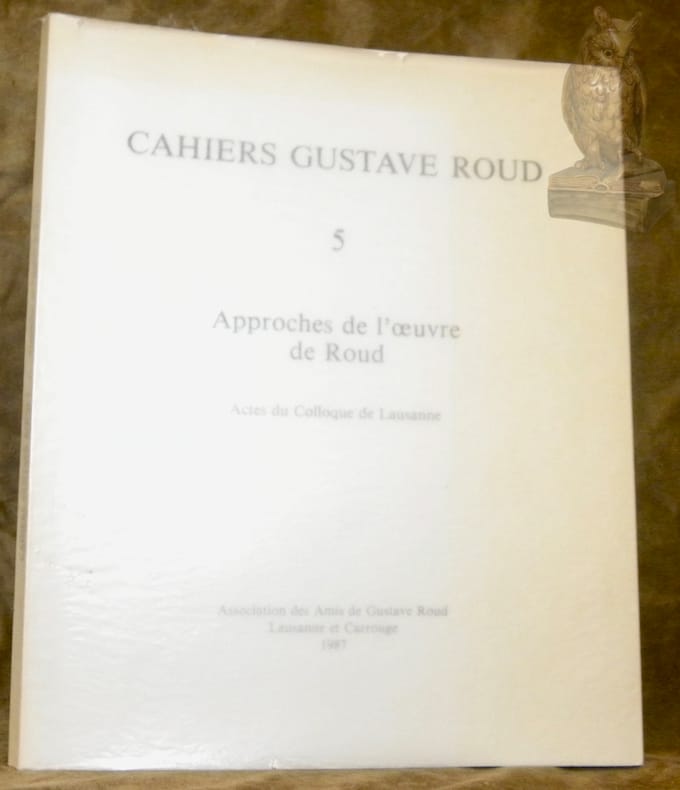 CAHIERS GUSTAVE ROUD
5
Approches de l'œuvre
de Roud
Actes du Colloque de Lausanne
Association des Amis de Gustave Roud
Lausanne et Carrouge
1987